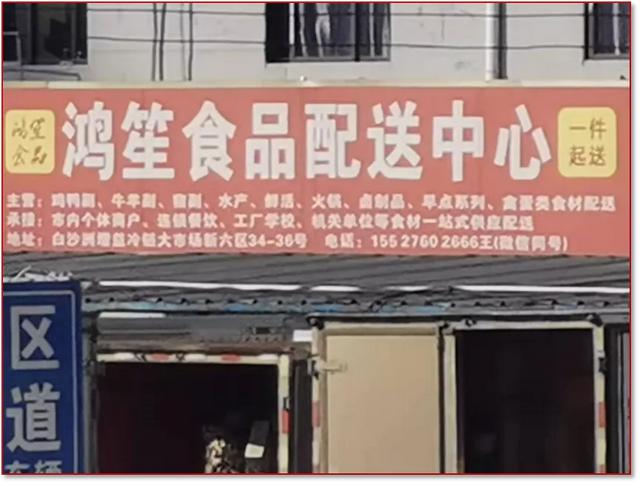 鸿笙
食品
鸿笙食品配送中心
一件
起送
主营：鸡鸭副、牛羊副、猪副、水产、鲜活、火锅、卤制品、早点系列、禽蛋类食材配送
承接：市内个体商户、连锁餐饮、工厂学校、机关单位等食材一站式供应配送
地址：白沙洲 冷链大市场新六区34-36号 电话：155 2760 2666王(微信同号)
区
道
车辆